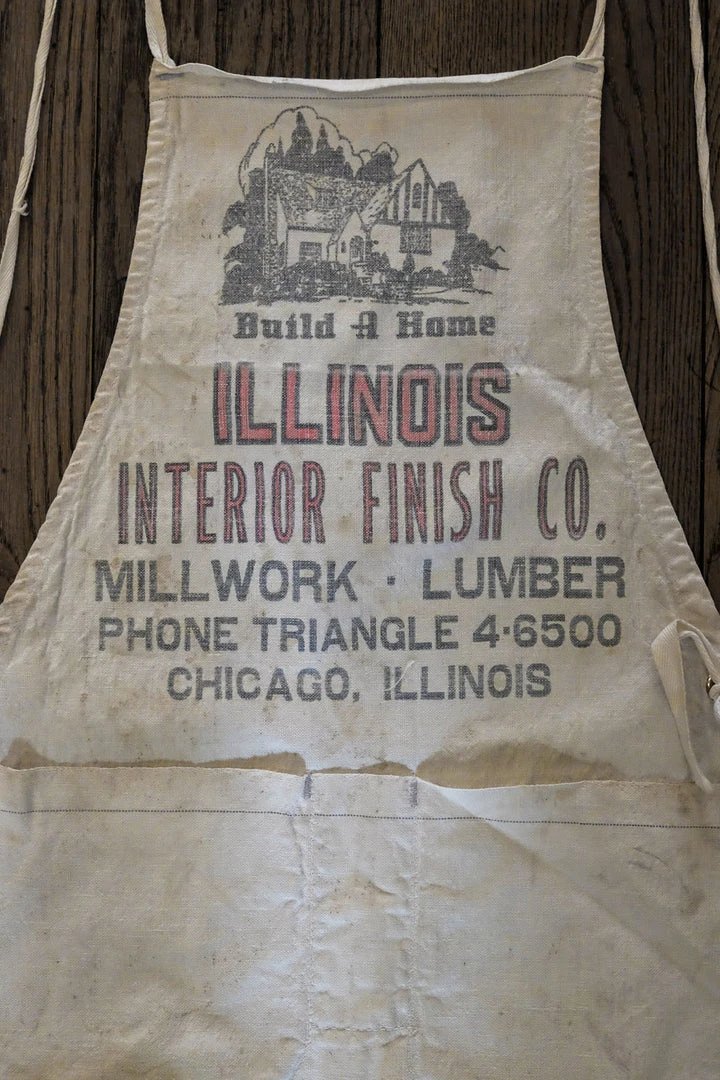 Build A Home
ILLINOIS
INTERIOR FINISH CO.
MILLWORK · LUMBER
PHONE TRIANGLE 4·6500
CHICAGO, ILLINOIS